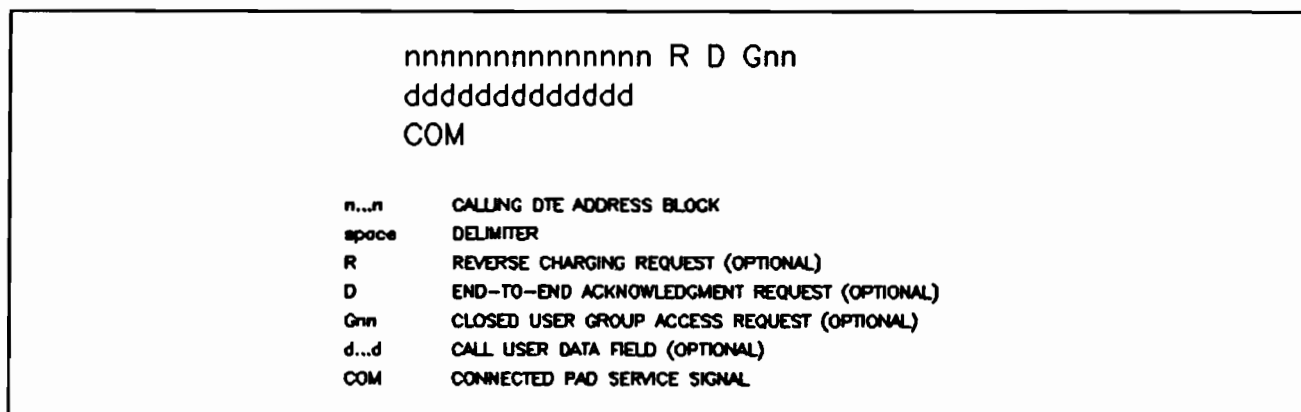 nnnnnnnnnnnnnn R D Gnn
ddddddddddddd
COM
n...n CALLING DTE ADDRESS BLOCK
space DELIMITER
R REVERSE CHARGING REQUEST (OPTIONAL)
D END-TO-END ACKNOWLEDGMENT REQUEST (OPTIONAL)
Gnn CLOSED USER GROUP ACCESS REQUEST (OPTIONAL)
d...d CALL USER DATA FIELD (OPTIONAL)
COM CONNECTED PAD SERVICE SIGNAL